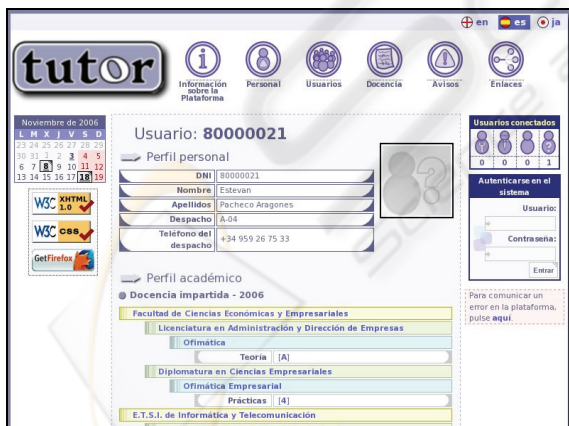 en es ja
tutor
Información sobre la Plataforma
Personal
Usuarios
Docencia
Avisos
Enlaces
Noviembre de 2006
L M X J V S D
23 24 25 26 27 28 29
30 31 1 2 3 4 5
6 7 8 9 10 11 12
13 14 15 16 17 18 19
W3C XHTML 1.0
W3C CSS
GetFirefox
Usuario: 80000021
Perfil personal
DNI 80000021
Nombre Estevan
Apellidos Pacheco Aragones
Despacho A-04
Teléfono del despacho +34 959 26 75 33
Perfil académico
Docencia impartida - 2006
Facultad de Ciencias Económicas y Empresariales
Licenciatura en Administración y Dirección de Empresas
Ofimática
Teoría [A]
Diplomatura en Ciencias Empresariales
Ofimática Empresarial
Prácticas [4]
E.T.S.I. de Informática y Telecomunicación
Usuarios conectados
0 0 0 1
Autenticarse en el sistema
Usuario:
Contraseña:
Entrar
Para comunicar un error en la plataforma, pulse aquí.